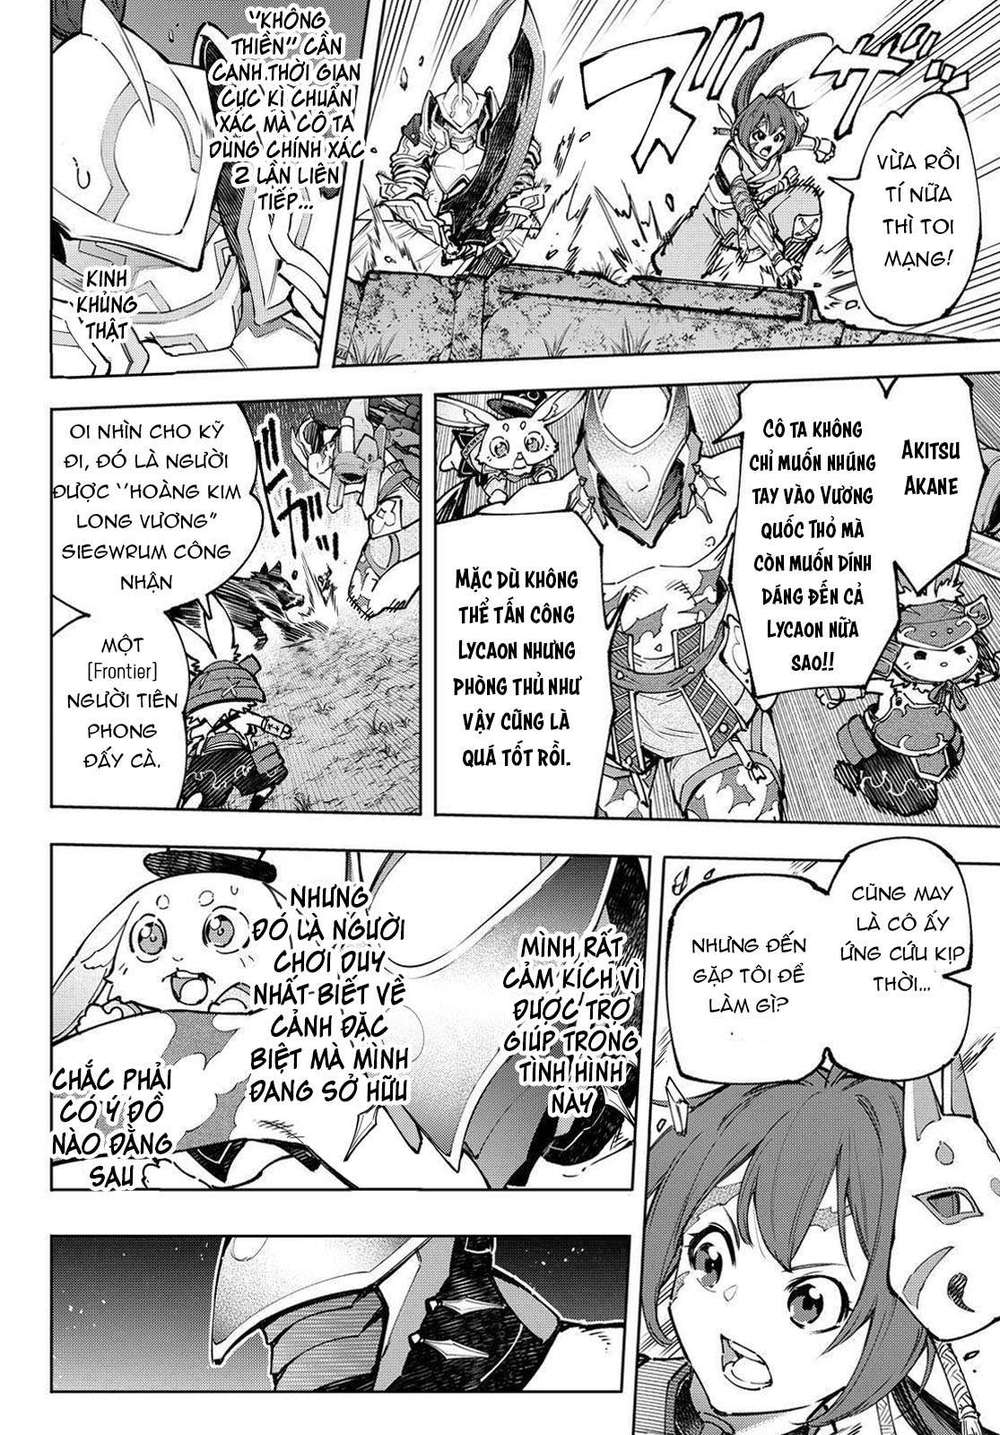 VỪA RỒI
TÍ NỮA
THÌ TOI
MẠNG!
ザッ
ズザ
"KHÔNG
THIỀN" CẦN
CANH THỜI GIAN
CỰC KÌ CHUẨN
XÁC MÀ CÔ TA
DÙNG CHÍNH XÁC
2 LẦN LIÊN
TIẾP...
KINH
KHỦNG
THẬT
AKITSU
AKANE
CÔ TA KHÔNG
CHỈ MUỐN NHÚNG
TAY VÀO VƯƠNG
QUỐC THỎ MÀ
CÒN MUỐN DÍNH
DÁNG ĐẾN CẢ
LYCAON NỮA
SAO!!
MẶC DÙ KHÔNG
THỂ TẤN CÔNG
LYCAON NHƯNG
PHÒNG THỦ NHƯ
VẬY CŨNG LÀ
QUÁ TỐT RỒI.
OI NHÌN CHO KỸ
ĐI, ĐÓ LÀ NGƯỜI
ĐƯỢC "HOÀNG KIM
LONG VƯƠNG"
SIEGWRUM CÔNG
NHẬN
MỘT
[Frontier]
NGƯỜI TIÊN
PHONG
ĐẤY CÀ.
CŨNG MAY
LÀ CÔ ẤY
ỨNG CỨU KỊP
THỜI...
NHƯNG ĐẾN
GẶP TÔI ĐỂ
LÀM GÌ?
MÌNH RẤT
CẢM KÍCH VÌ
ĐƯỢC TRỢ
GIÚP TRONG
TÌNH HÌNH
NÀY
NHƯNG
ĐÓ LÀ NGƯỜI
CHƠI DUY
NHẤT BIẾT VỀ
CẢNH ĐẶC
BIỆT MÀ MÌNH
ĐANG SỞ HỮU
CHẮC PHẢI
CÓ Ý ĐỒ
NÀO ĐẰNG
SAU